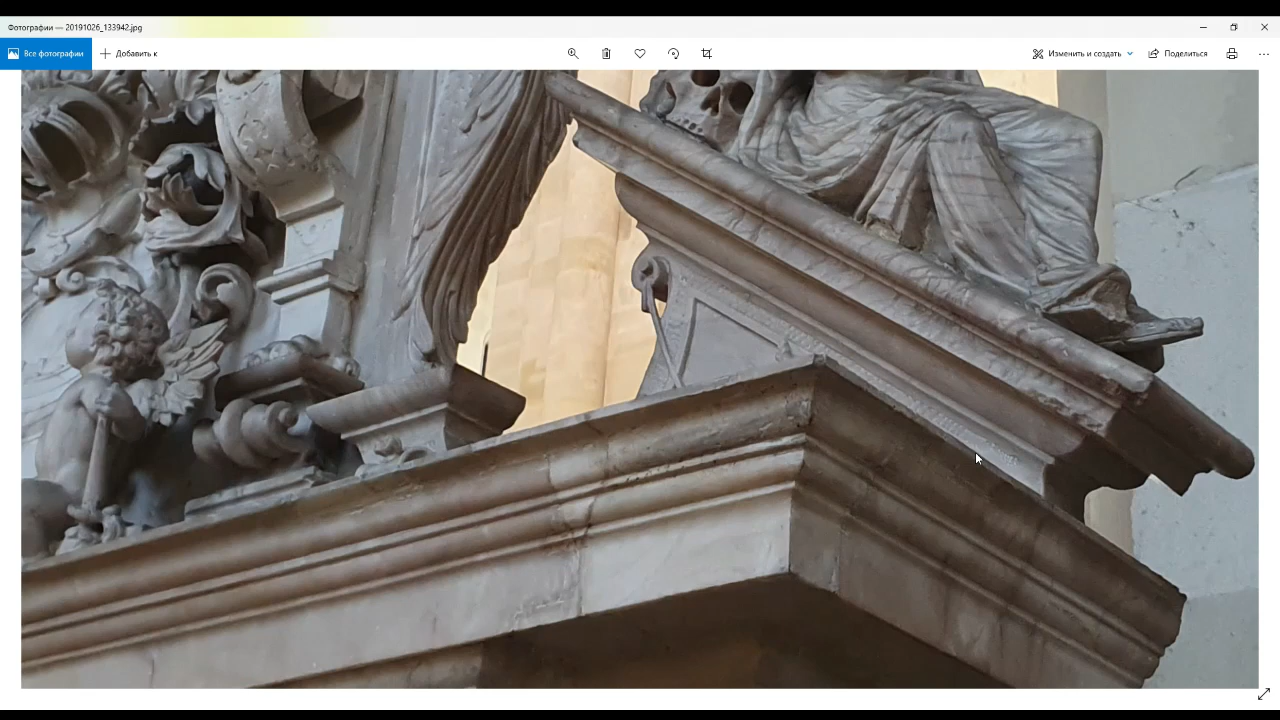 Фотографии — 20191026_133942.jpg
Все фотографии
Добавить к
Изменить и создать
Поделиться